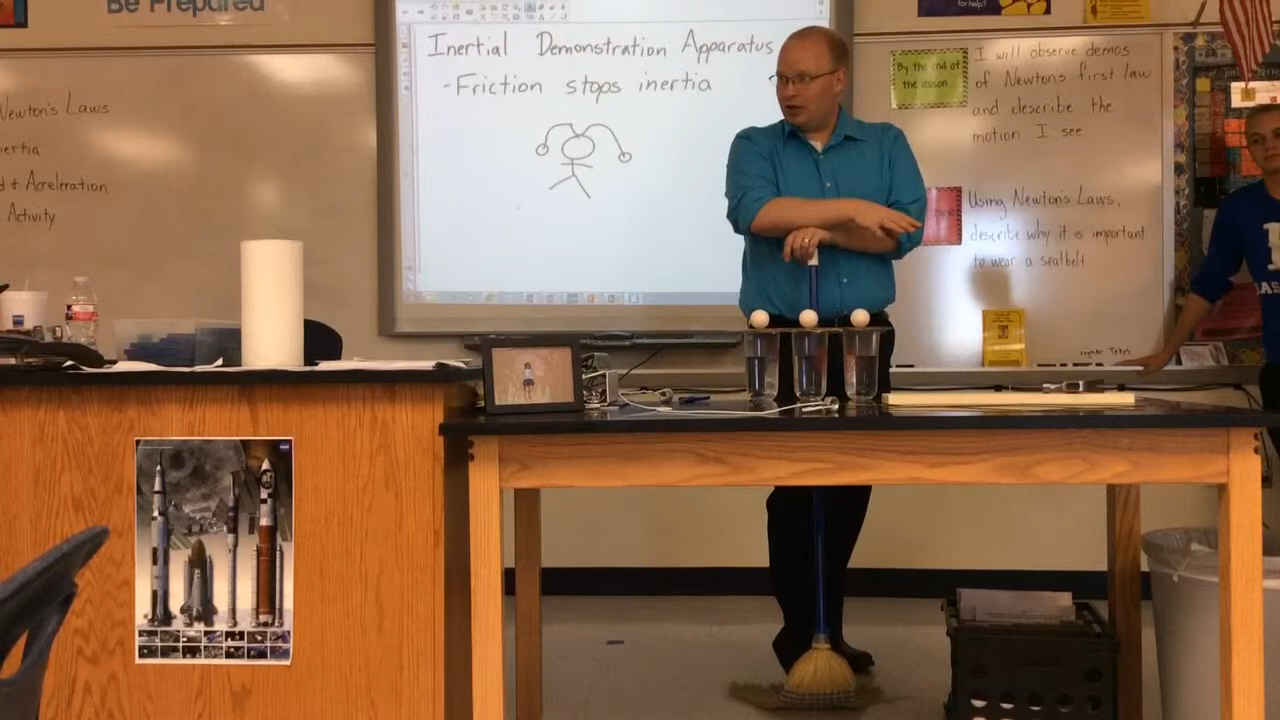 Be Prepared
for help?
Inertial Demonstration Apparatus
-Friction stops inertia
Newton's Laws
Acceleration
Activity
By the end of
the lesson
I will observe demos
of Newton's first law
and describe the
motion I see
Using Newton's Laws,
describe why it is important
to wear a seatbelt